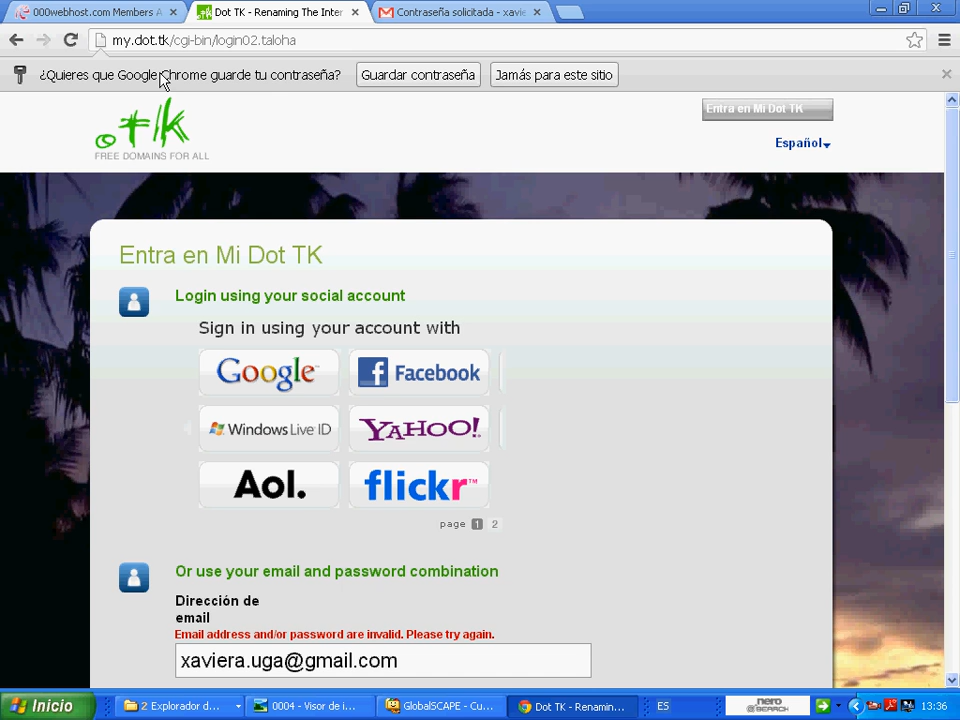 000webhost.com Members A
Dot TK - Renaming The Inter
Contraseña solicitada - xavie
my.dot.tk/cgi-bin/login02.taloha
¿Quieres que Google Chrome guarde tu contraseña?
Guardar contraseña
Jamás para este sitio
.tk
FREE DOMAINS FOR ALL
Entra en Mi Dot TK
Español
Entra en Mi Dot TK
Login using your social account
Sign in using your account with
Google
Facebook
Windows Live ID
YAHOO!
Aol.
flickr™
page 1 2
Or use your email and password combination
Dirección de
email
Email address and/or password are invalid. Please try again.
xaviera.uga@gmail.com
Inicio
2 Explorador d...
0004 - Visor de i...
GlobalSCAPE - Cu...
Dot TK - Renamin...
ES
nero
SEARCH
13:36